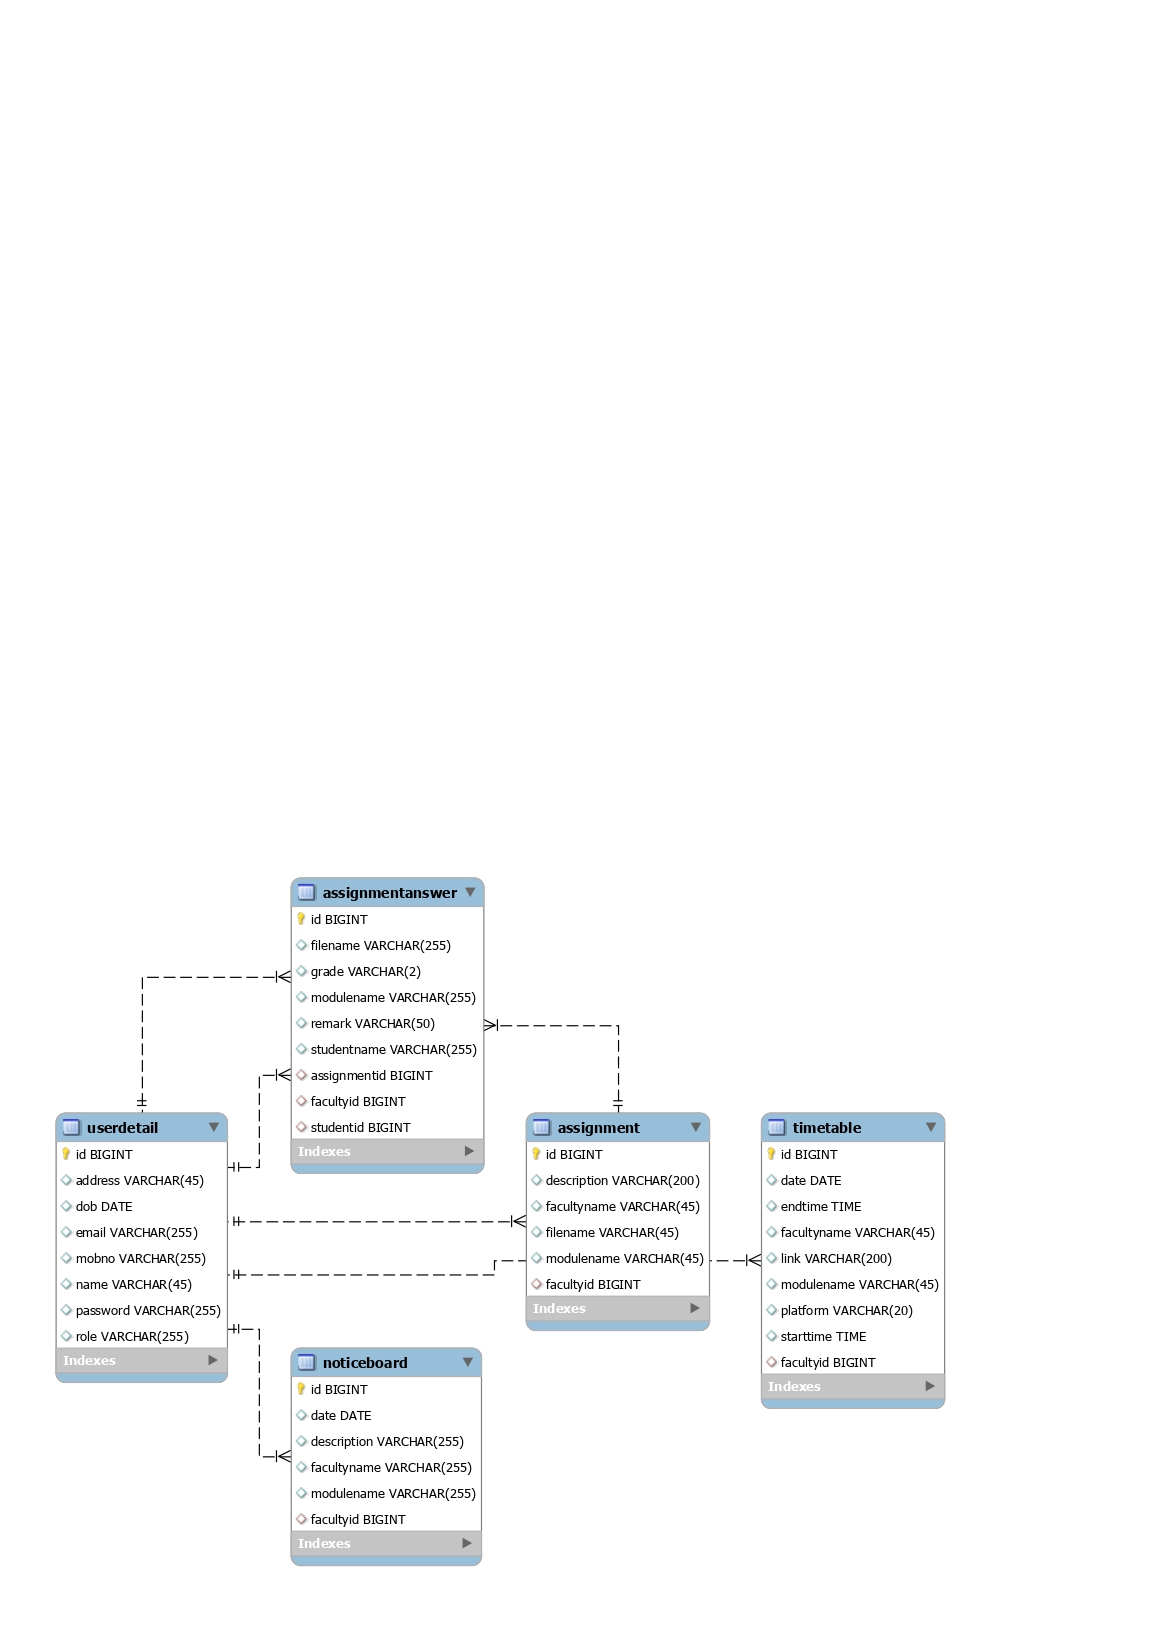 assignmentanswer
id BIGINT
filename VARCHAR(255)
grade VARCHAR(2)
modulename VARCHAR(255)
remark VARCHAR(50)
studentname VARCHAR(255)
assignmentid BIGINT
facultyid BIGINT
studentid BIGINT
Indexes
userdetail
id BIGINT
address VARCHAR(45)
dob DATE
email VARCHAR(255)
mobno VARCHAR(255)
name VARCHAR(45)
password VARCHAR(255)
role VARCHAR(255)
Indexes
assignment
id BIGINT
description VARCHAR(200)
facultyname VARCHAR(45)
filename VARCHAR(45)
modulename VARCHAR(45)
facultyid BIGINT
Indexes
timetable
id BIGINT
date DATE
endtime TIME
facultyname VARCHAR(45)
link VARCHAR(200)
modulename VARCHAR(45)
platform VARCHAR(20)
starttime TIME
facultyid BIGINT
Indexes
noticeboard
id BIGINT
date DATE
description VARCHAR(255)
facultyname VARCHAR(255)
modulename VARCHAR(255)
facultyid BIGINT
Indexes